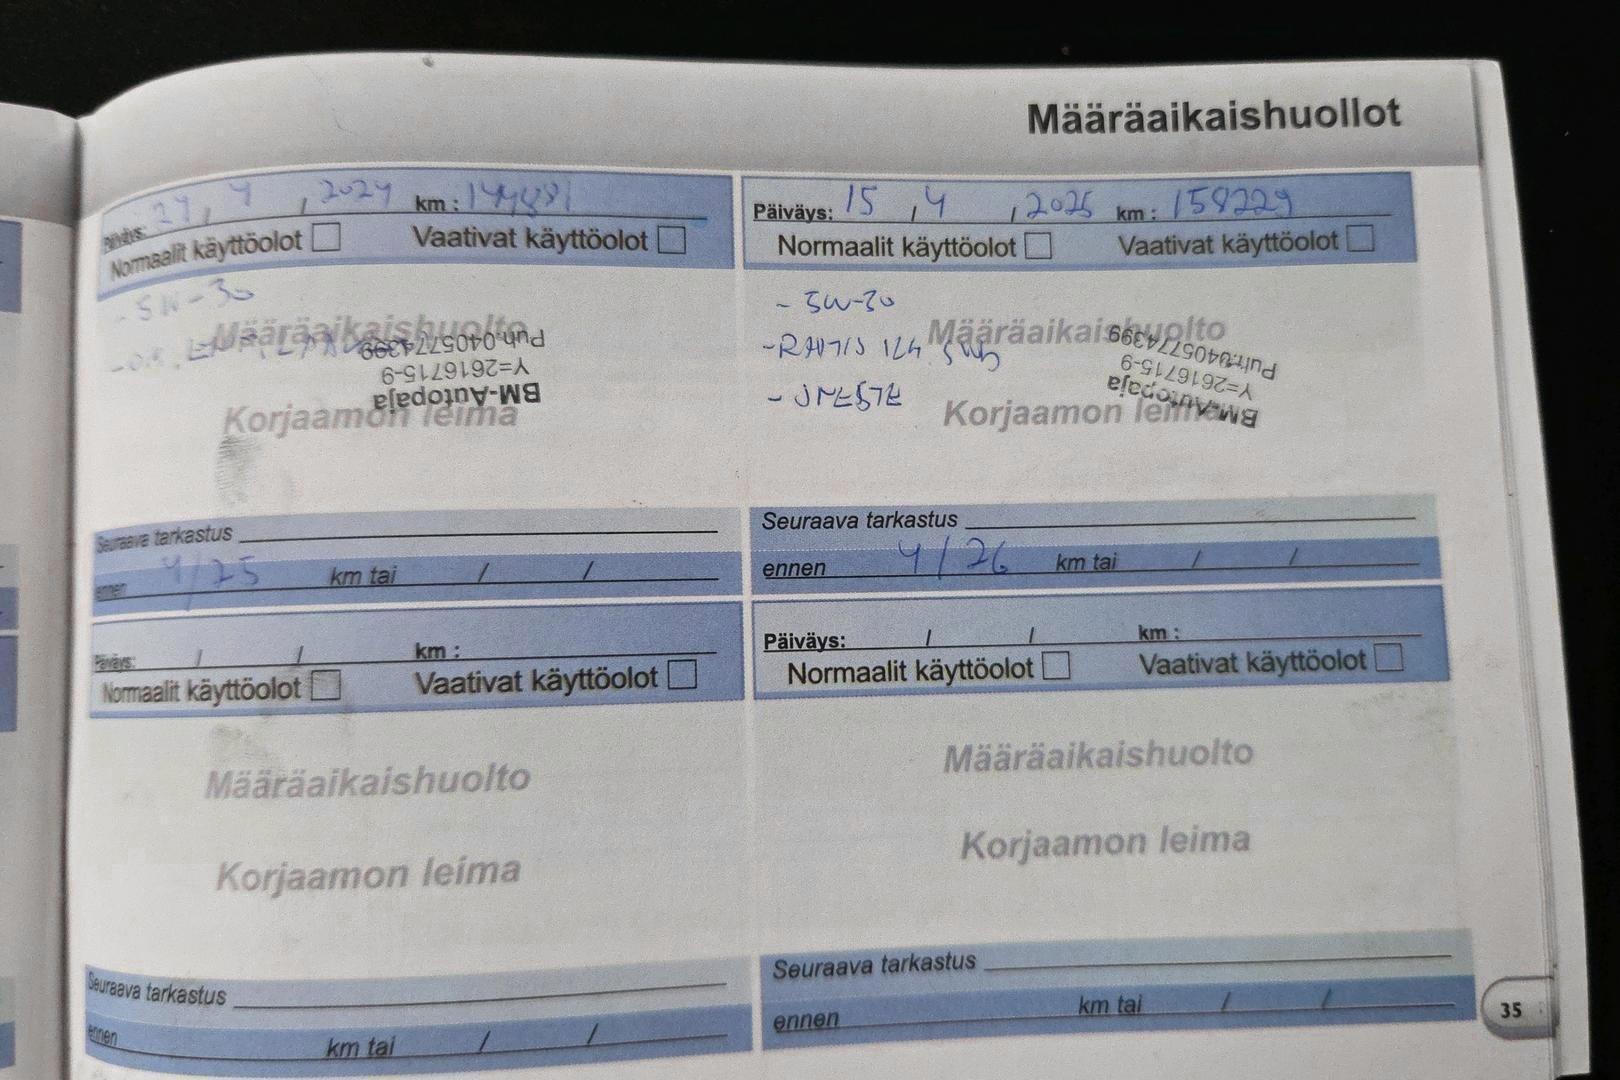 Määräaikaishuollot
Päiväys: 24, 4, 2024 km: 144881
Normaalit käyttöolot Vaativat käyttöolot
- 5W-30
Määräaikaishuolto
Puh.0405774399
Y=2616715-9
BM-Autopaja
Korjaamon leima
Seuraava tarkastus
ennen 4/25 km tai / /
Päiväys: 15, 4, 2025 km: 158229
Normaalit käyttöolot Vaativat käyttöolot
- 5W-30
Määräaikaishuolto
Puh.0405774399
Y=2616715-9
BM-Autopaja
Korjaamon leima
Seuraava tarkastus
ennen 4/26 km tai / /
Päiväys: / / km:
Normaalit käyttöolot Vaativat käyttöolot
Määräaikaishuolto
Korjaamon leima
Seuraava tarkastus
ennen km tai / /
Päiväys: / / km:
Normaalit käyttöolot Vaativat käyttöolot
Määräaikaishuolto
Korjaamon leima
Seuraava tarkastus
ennen km tai / /
35